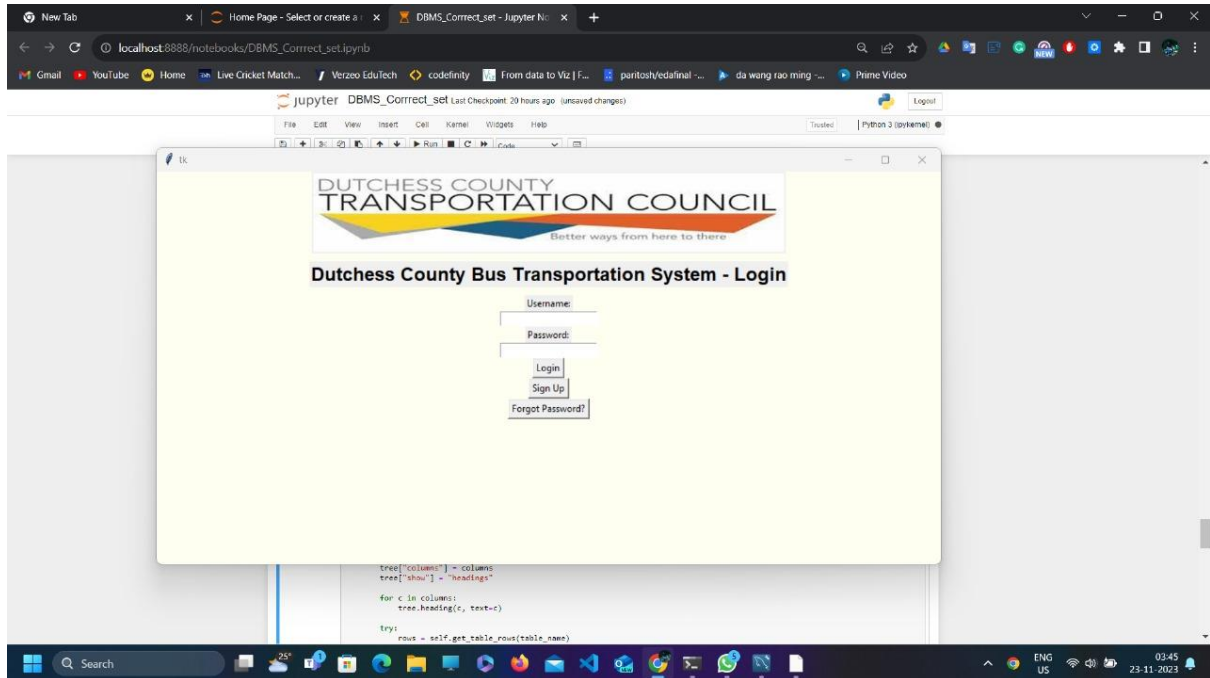 New Tab
Home Page - Select or create a
DBMS_Corrrect_set - Jupyter No
localhost:8888/notebooks/DBMS_Corrrect_set.ipynb
NEW
Gmail
YouTube
Home
Live Cricket Match...
Verzeo EduTech
codefinity
From data to Viz | F...
paritosh/edafinal -...
da wang rao ming -...
Prime Video
jupyter DBMS_Corrrect_set Last Checkpoint: 20 hours ago (unsaved changes)
Logout
File Edit View Insert Cell Kernel Widgets Help
Trusted
Python 3 (ipykernel)
Run
Code
tk
DUTCHESS COUNTY
TRANSPORTATION COUNCIL
Better ways from here to there
Dutchess County Bus Transportation System - Login
Username:
Password:
Login
Sign Up
Forgot Password?
tree["columns"] = columns
tree["show"] = "headings"
for c in columns:
tree.heading(c, text=c)
try:
rows = self.get_table_rows(table_name)
Search
25°
ENG
US
03:45
23-11-2023